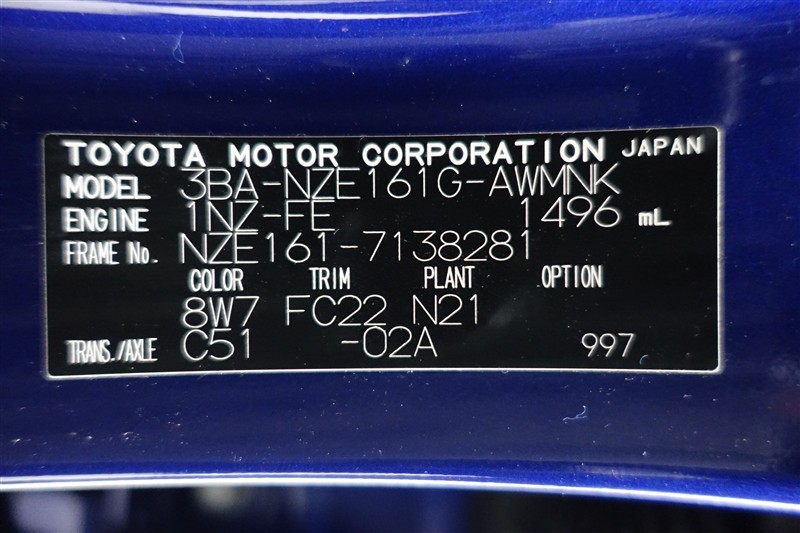 TOYOTA MOTOR CORPORATION JAPAN
MODEL 3BA-NZE161G-AWMNK
ENGINE 1NZ-FE 1496 mL
FRAME No. NZE161-7138281
COLOR TRIM PLANT OPTION
8W7 FC22 N21
TRANS./AXLE C51 -02A 997